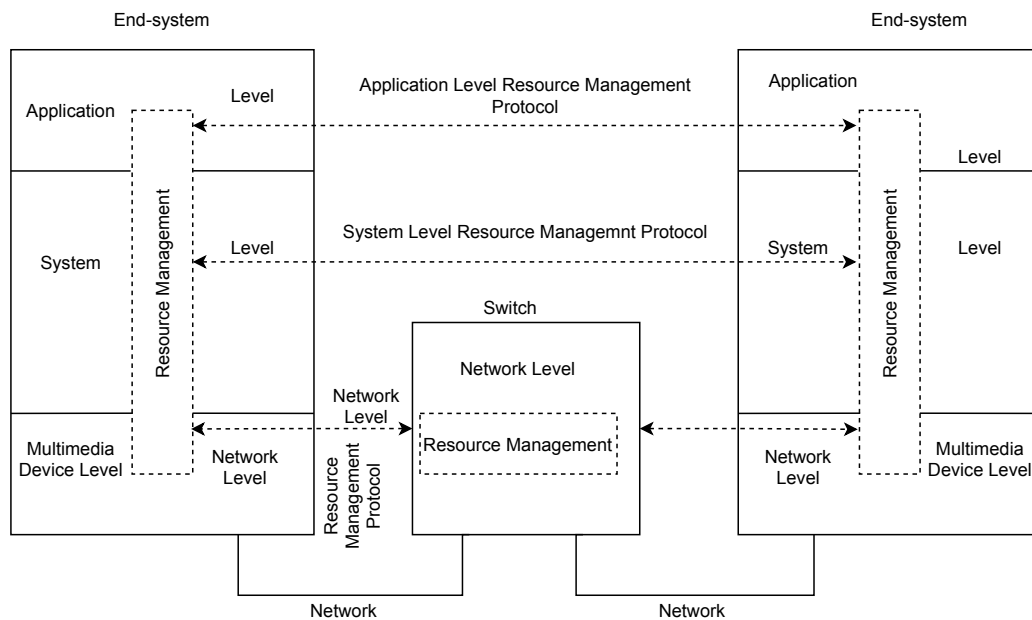 End-system
End-system
Application Level Resource Management
Protocol
Application
Level
Application
Level
Resource Management
Resource Management
System Level Resource Managemnt Protocol
System
Level
System
Level
Switch
Network Level
Network
Level
Resource Management
Multimedia
Device Level
Network
Level
Resource
Management
Protocol
Network
Level
Multimedia
Device Level
Network
Network